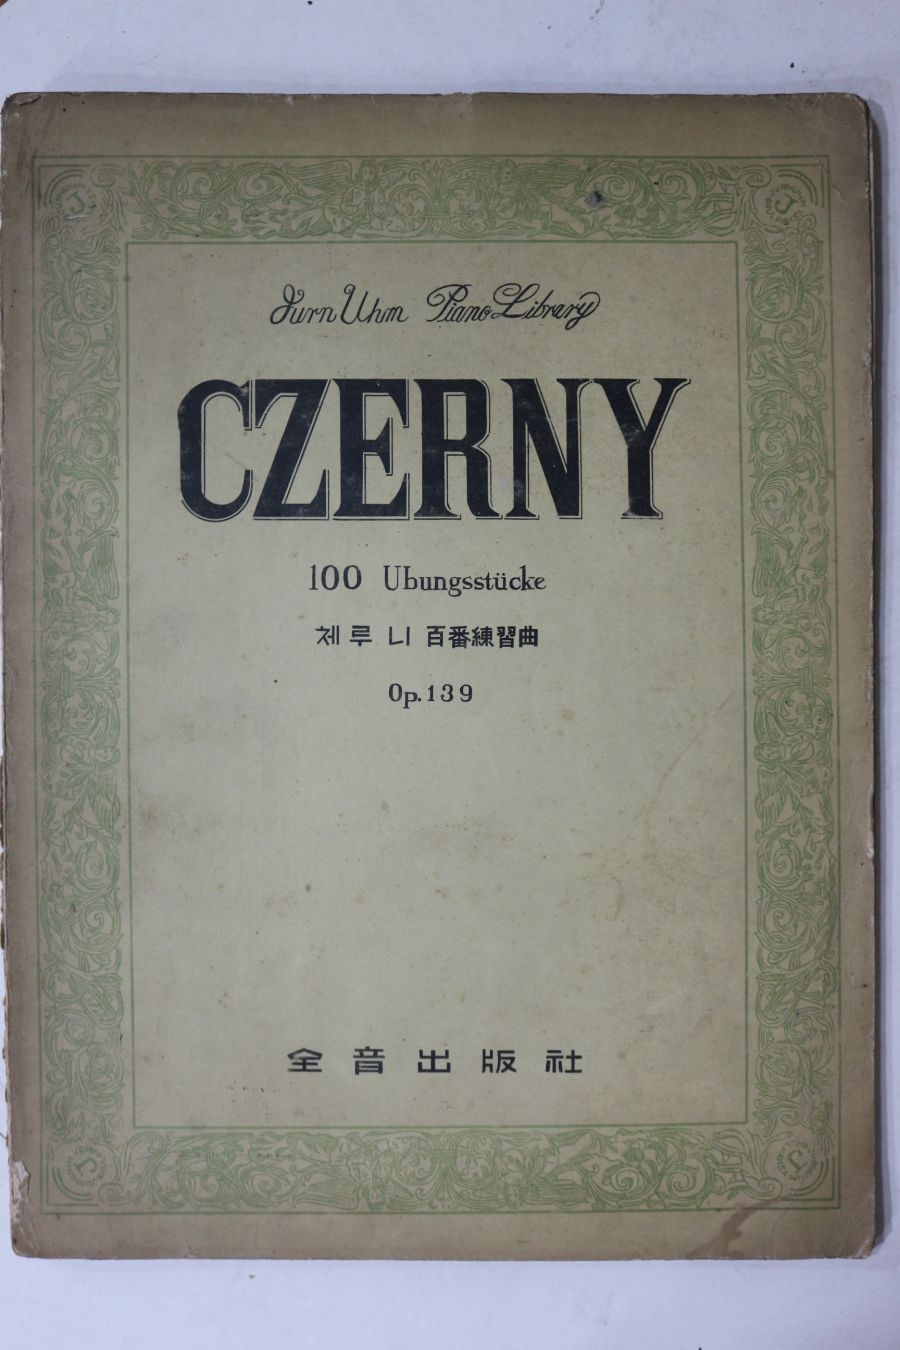 Jurn Uhm Piano Library
CZERNY
100 Ubungsstücke
체루니 百番練習曲
Op.139
全音出版社